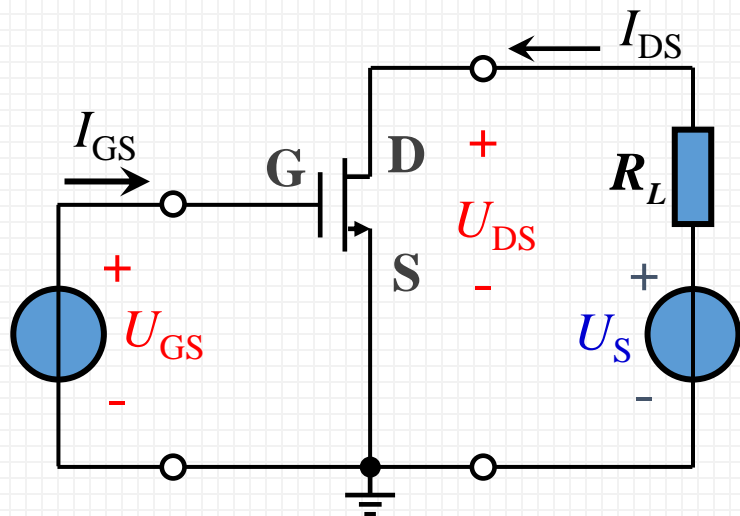 I_DS
I_GS
G
D
+
R_L
U_DS
S
+
+
U_GS
-
U_S
-
-